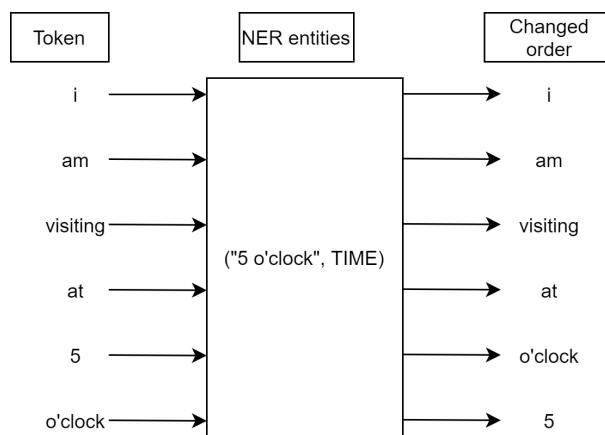 Token NER entities Changed order
i i
am am
visiting visiting
("5 o'clock", TIME)
at at
5 o'clock
o'clock 5